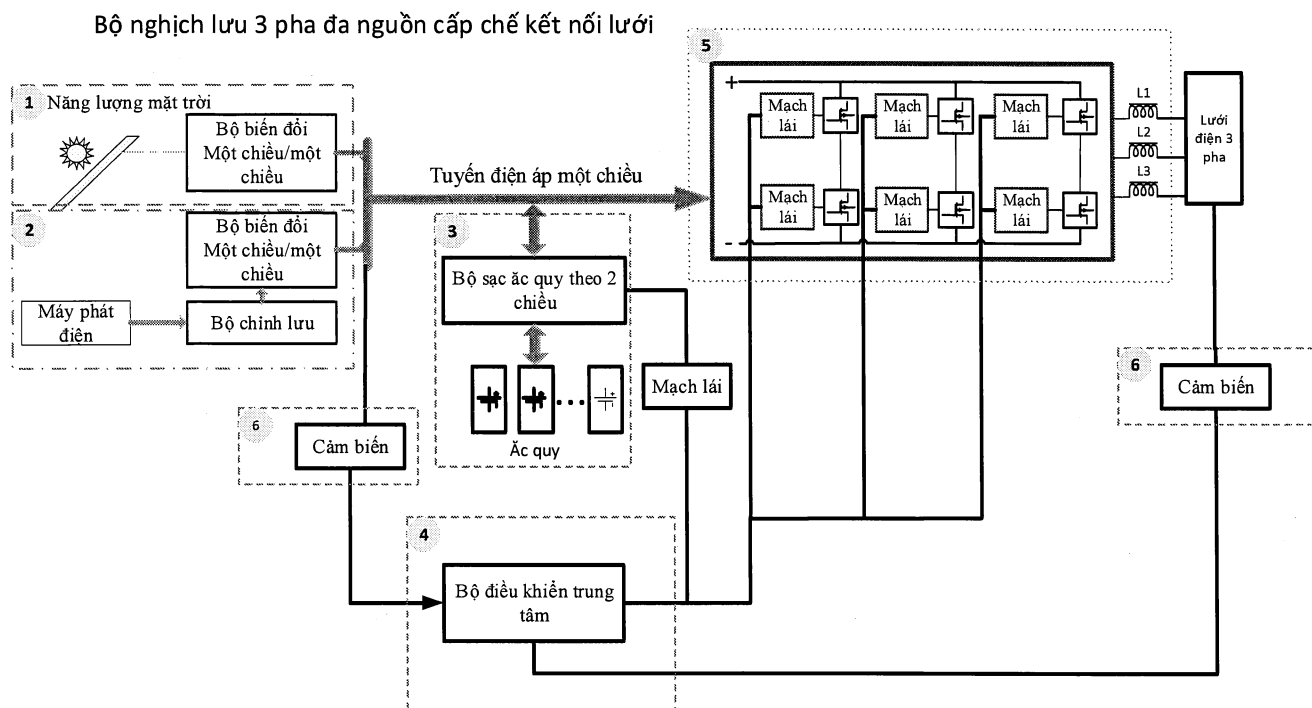 Bộ nghịch lưu 3 pha đa nguồn cấp chế kết nối lưới
1 Năng lượng mặt trời
Bộ biến đổi
Một chiều/một
chiều
2
Bộ biến đổi
Một chiều/một
chiều
Máy phát
điện
Bộ chỉnh lưu
Tuyến điện áp một chiều
3
Bộ sạc ăc quy theo 2
chiều
Ăc quy
Mạch lái
5
+
-
Mạch
lái
Mạch
lái
Mạch
lái
Mạch
lái
Mạch
lái
Mạch
lái
L1
L2
L3
Lưới
điện 3
pha
6
Cảm biến
6
Cảm biến
4
Bộ điều khiển trung
tâm